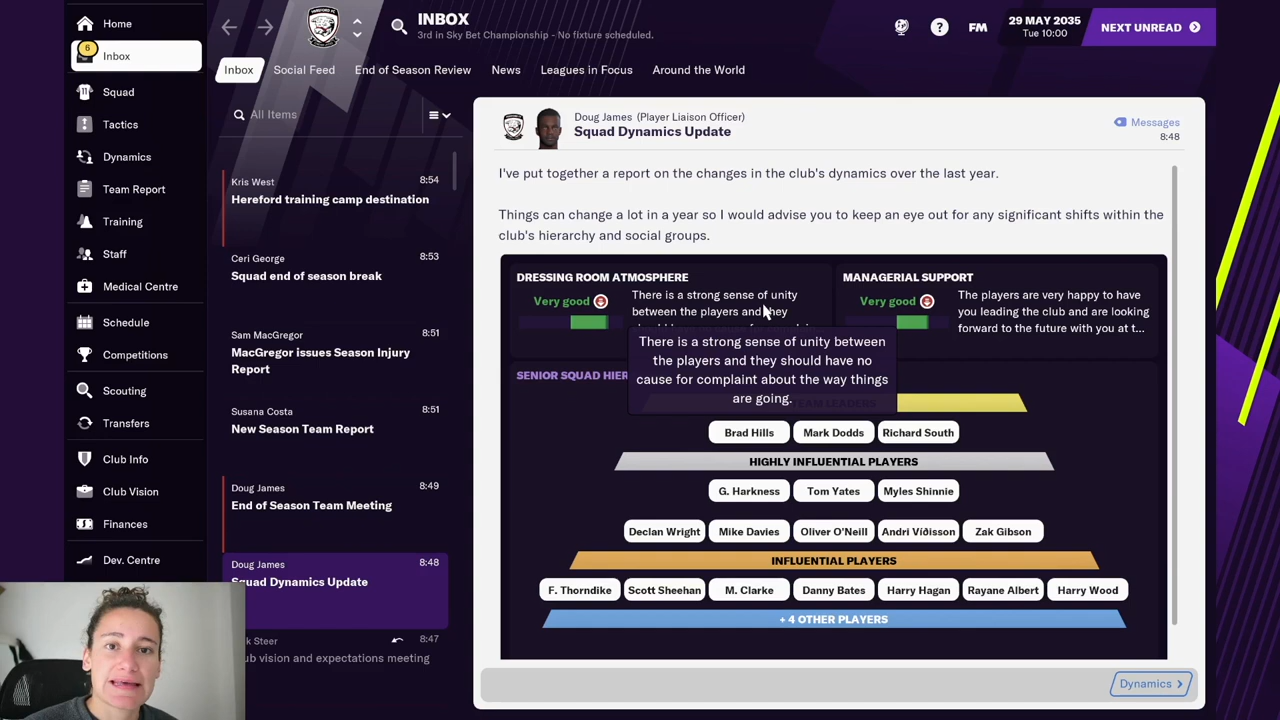 Home
6
Inbox
Squad
Tactics
Dynamics
Team Report
Training
Staff
Medical Centre
Schedule
Competitions
Scouting
Transfers
Club Info
Club Vision
Finances
Dev. Centre
INBOX
3rd in Sky Bet Championship - No fixture scheduled.
?
FM
29 MAY 2035
Tue 10:00
NEXT UNREAD
Inbox
Social Feed
End of Season Review
News
Leagues in Focus
Around the World
All Items
Kris West
8:54
Hereford training camp destination
Ceri George
8:53
Squad end of season break
Sam MacGregor
8:51
MacGregor issues Season Injury
Report
Susana Costa
8:51
New Season Team Report
Doug James
8:49
End of Season Team Meeting
Doug James
8:48
Squad Dynamics Update
Steer
8:47
vision and expectations meeting
Doug James (Player Liaison Officer)
Squad Dynamics Update
Messages
8:48
I've put together a report on the changes in the club's dynamics over the last year.
Things can change a lot in a year so I would advise you to keep an eye out for any significant shifts within the
club's hierarchy and social groups.
DRESSING ROOM ATMOSPHERE
Very good
There is a strong sense of unity
between the players and they
MANAGERIAL SUPPORT
Very good
The players are very happy to have
you leading the club and are looking
forward to the future with you at t...
There is a strong sense of unity between
the players and they should have no
cause for complaint about the way things
are going.
SENIOR SQUAD HIER
TEAM LEADERS
Brad Hills
Mark Dodds
Richard South
HIGHLY INFLUENTIAL PLAYERS
G. Harkness
Tom Yates
Myles Shinnie
Declan Wright
Mike Davies
Oliver O'Neill
Andri Víðisson
Zak Gibson
INFLUENTIAL PLAYERS
F. Thorndike
Scott Sheehan
M. Clarke
Danny Bates
Harry Hagan
Rayane Albert
Harry Wood
+ 4 OTHER PLAYERS
Dynamics